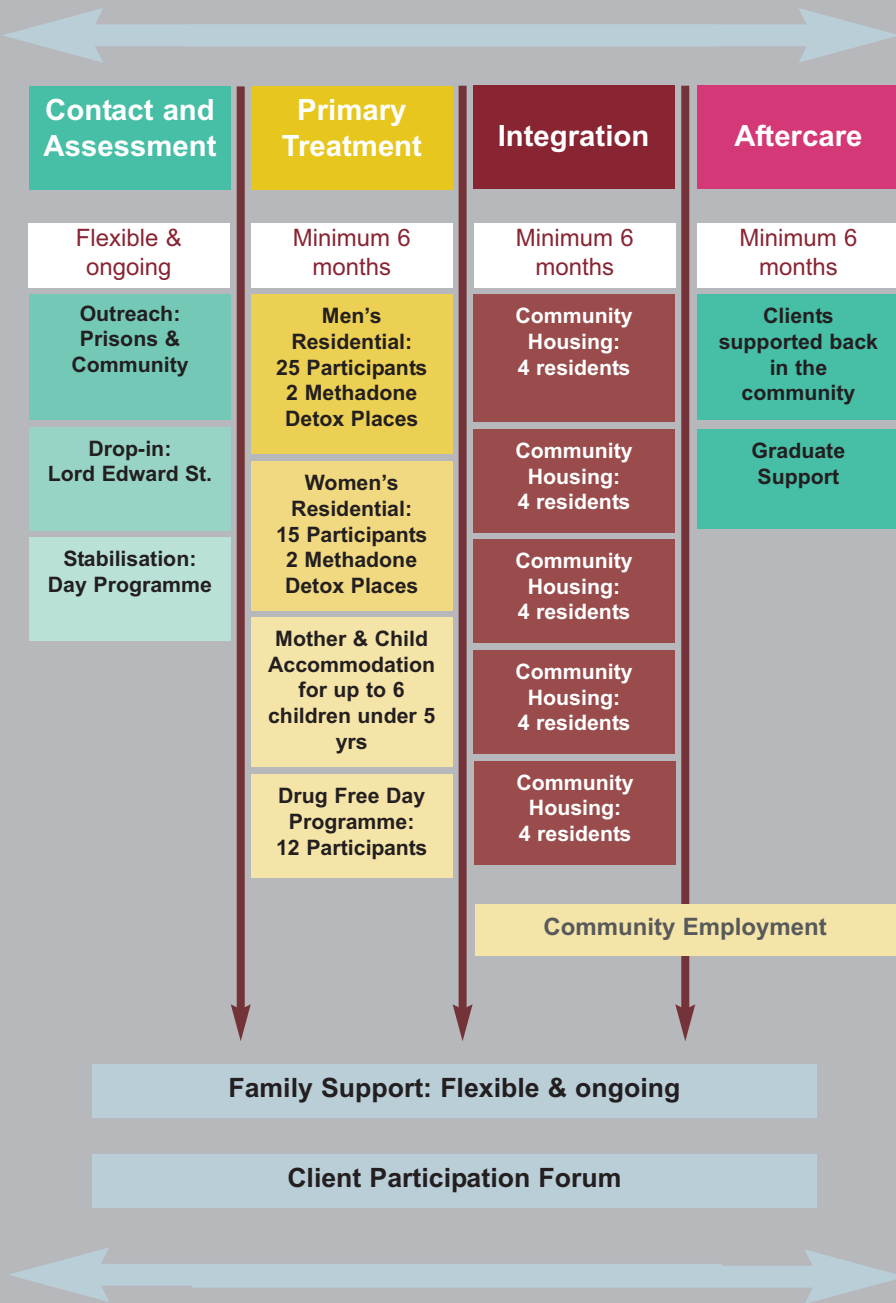 Contact and
Assessment
Flexible &
ongoing
Outreach:
Prisons &
Community
Drop-in:
Lord Edward St.
Stabilisation:
Day Programme
Primary
Treatment
Minimum 6
months
Men’s
Residential:
25 Participants
2 Methadone
Detox Places
Women’s
Residential:
15 Participants
2 Methadone
Detox Places
Mother & Child
Accommodation
for up to 6
children under 5
yrs
Drug Free Day
Programme:
12 Participants
Integration
Minimum 6
months
Community
Housing:
4 residents
Community
Housing:
4 residents
Community
Housing:
4 residents
Community
Housing:
4 residents
Community
Housing:
4 residents
Aftercare
Minimum 6
months
Clients
supported back
in the
community
Graduate
Support
Community Employment
Family Support: Flexible & ongoing
Client Participation Forum